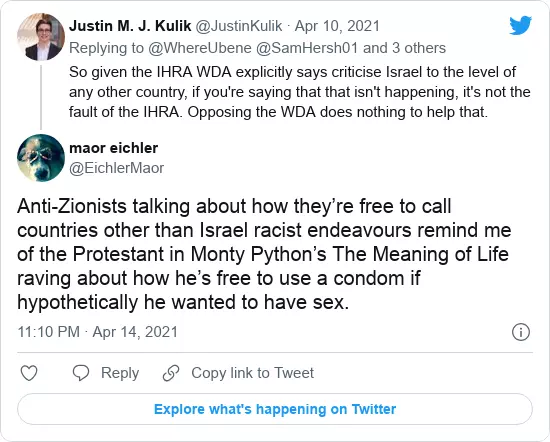 Justin M. J. Kulik @JustinKulik · Apr 10, 2021
Replying to @WhereUbene @SamHersh01 and 3 others
So given the IHRA WDA explicitly says criticise Israel to the level of
any other country, if you're saying that that isn't happening, it's not the
fault of the IHRA. Opposing the WDA does nothing to help that.
maor eichler
@EichlerMaor
Anti-Zionists talking about how they’re free to call
countries other than Israel racist endeavours remind me
of the Protestant in Monty Python’s The Meaning of Life
raving about how he’s free to use a condom if
hypothetically he wanted to have sex.
11:10 PM · Apr 14, 2021
Reply
Copy link to Tweet
Explore what's happening on Twitter